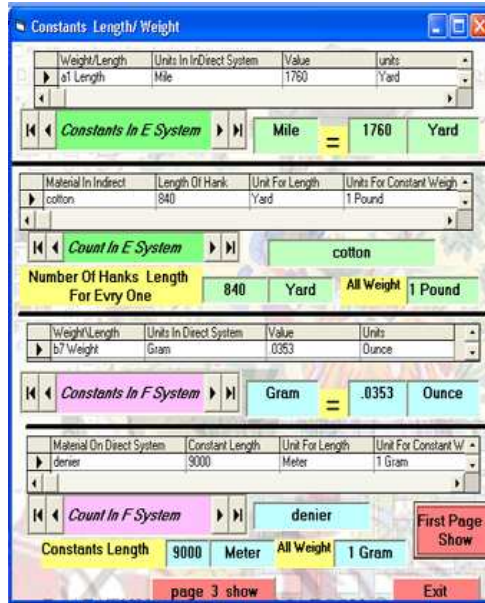 Constants Length/ Weight
Weight/Length Units In InDirect System Value units
a1 Length Mile 1760 Yard
Constants In E System Mile = 1760 Yard
Material In Indirect Length Of Hank Unit For Length Units For Constant Weigh
cotton 840 Yard 1 Pound
Count In E System cotton
Number Of Hanks Length
For Evry One 840 Yard All Weight 1 Pound
Weight\Length Units In Direct System Value Units
b7 Weight Gram .0353 Ounce
Constants In F System Gram = .0353 Ounce
Material On Direct System Constant Length Unit For Length Unit For Constant W
denier 9000 Meter 1 Gram
Count In F System denier
First Page
Show
Constants Length 9000 Meter All Weight 1 Gram
page 3 show Exit